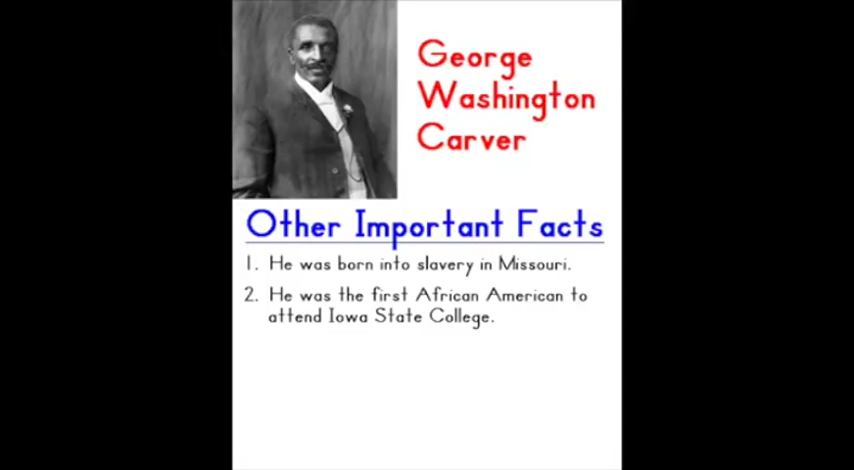 George
Washington
Carver
Other Important Facts
1. He was born into slavery in Missouri.
2. He was the first African American to
attend Iowa State College.